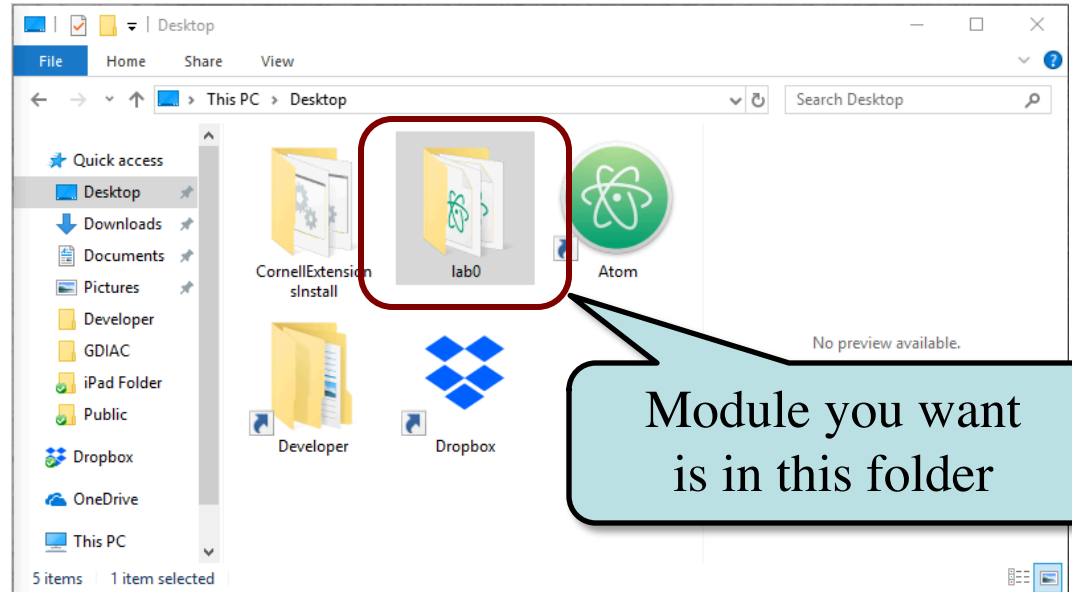 Desktop
File Home Share View
This PC > Desktop
Search Desktop
Quick access
Desktop
Downloads
Documents
Pictures
Developer
GDIAC
iPad Folder
Public
Dropbox
OneDrive
This PC
CornellExtension
sInstall
lab0
Atom
Developer
Dropbox
No preview available.
Module you want
is in this folder
5 items 1 item selected